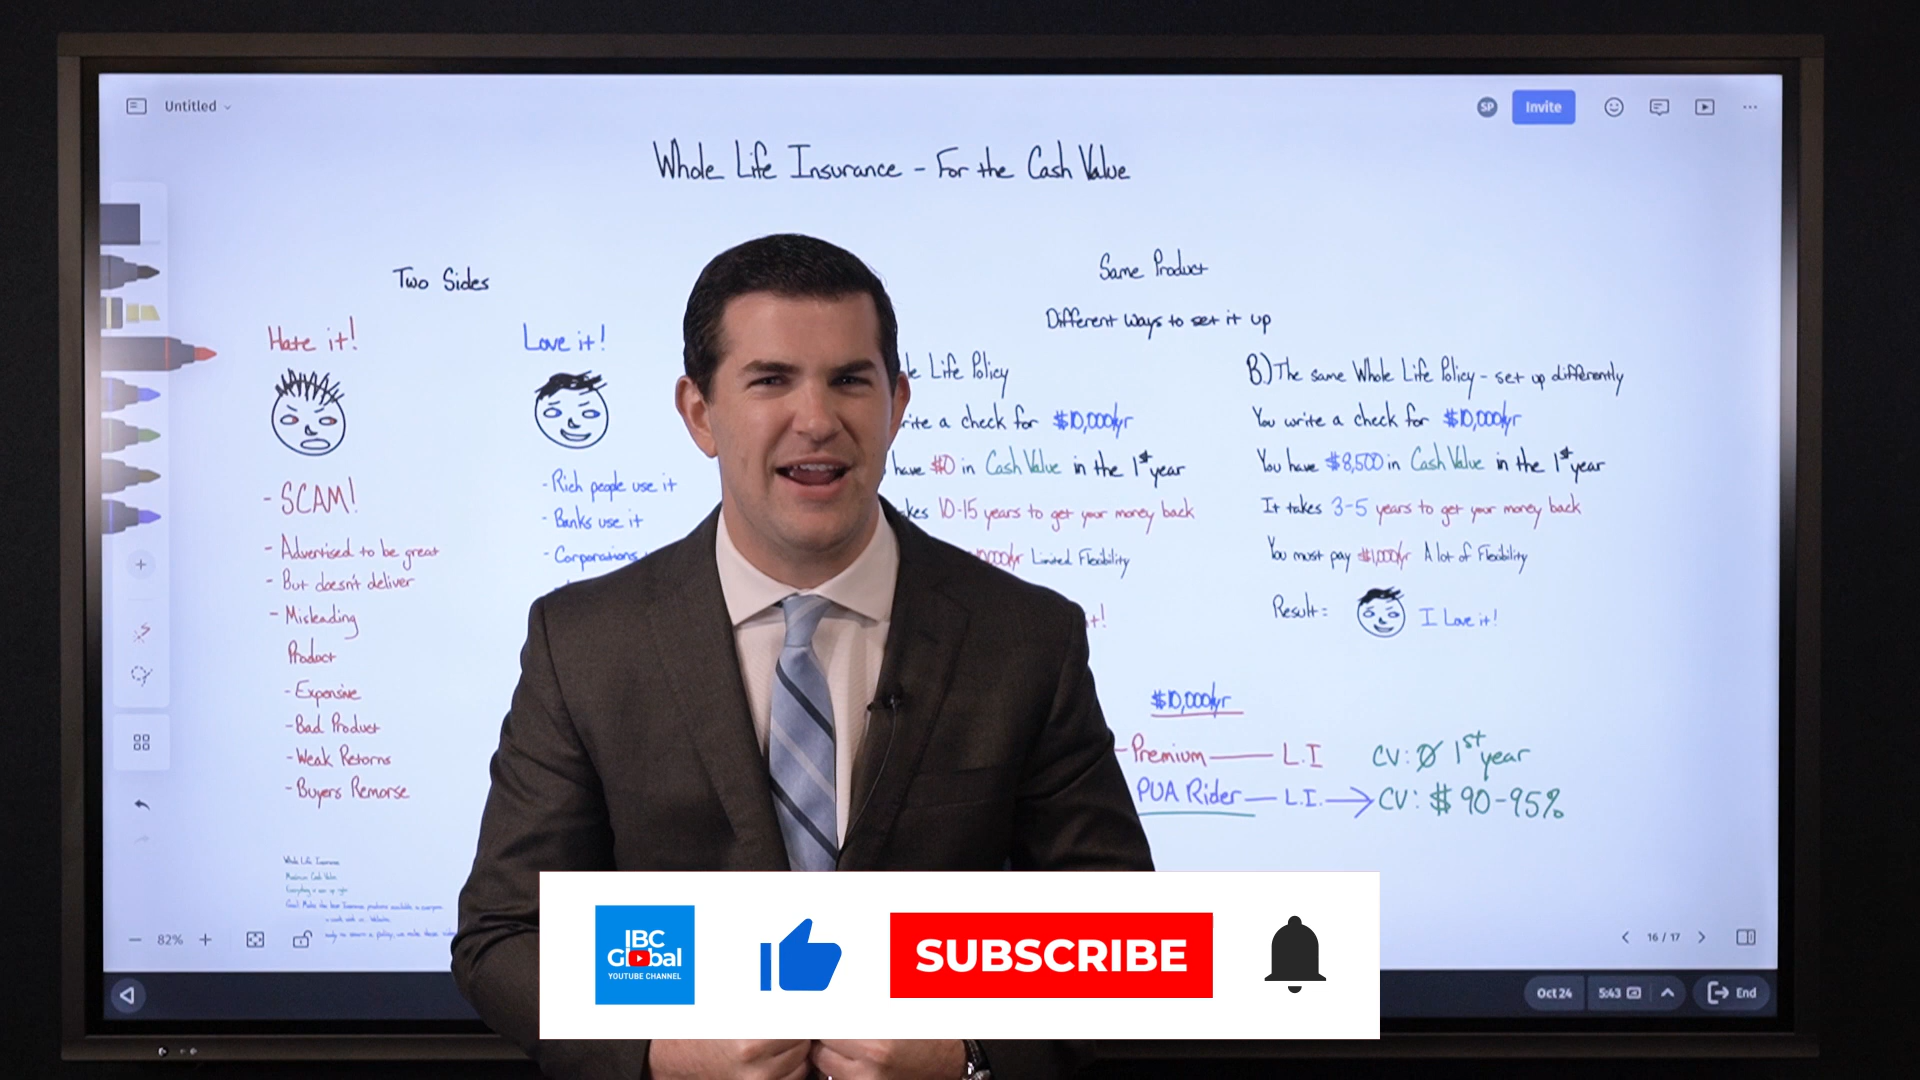 Untitled
SP
Invite
Whole Life Insurance - For the Cash Value
Two Sides
Hate it!
Love it!
- SCAM!
- Advertised to be great
- But doesn't deliver
- Misleading
Product
- Expensive
- Bad Product
- Weak Returns
- Buyers Remorse
- Rich people use it
- Banks use it
- Corporations
Same Product
Different Ways to set it up
Life Policy
a check for $10,000/yr
have $0 in Cash Value in the 1st year
10-15 years to get your money back
Limited Flexibility
B.) The same Whole Life Policy - set up differently
You write a check for $10,000/yr
You have $8,500 in Cash Value in the 1st year
It takes 3-5 years to get your money back
You must pay $1,000/yr A lot of Flexibility
Result: I Love it!
$10,000/yr
- Premium — L.I CV: Ø 1st year
PUA Rider — L.I. → CV: $ 90-95%
Whole Life Insurance
Maximum Cash Value
82%
16 / 17
Oct 24
5:43
End
IBC
Global
YOUTUBE CHANNEL
SUBSCRIBE